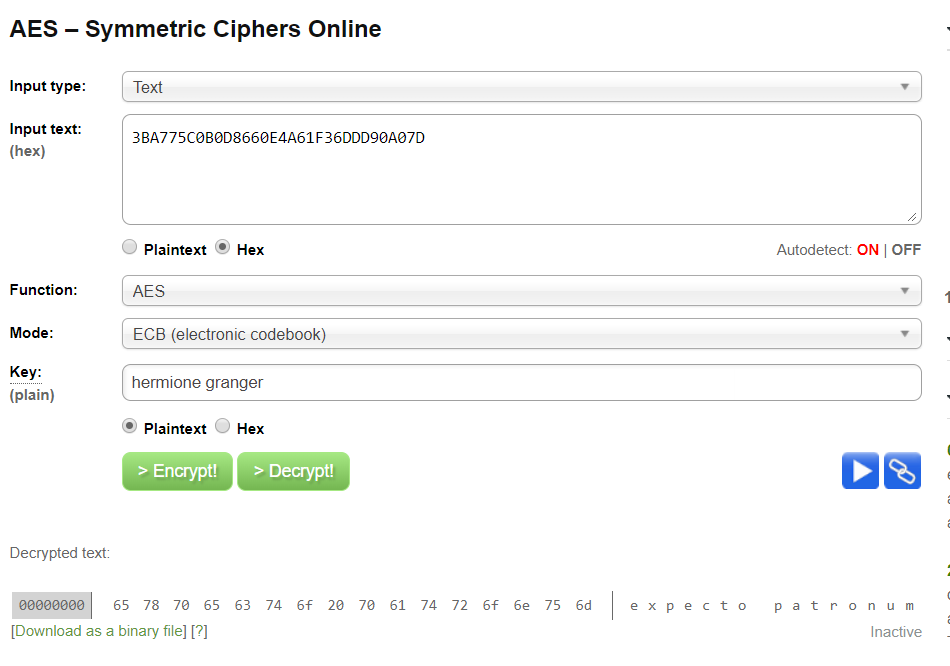 AES – Symmetric Ciphers Online
Input type: Text
Input text: 3BA775C0B0D8660E4A61F36DDD90A07D
(hex)
Plaintext Hex Autodetect: ON | OFF
Function: AES
Mode: ECB (electronic codebook)
Key: hermione granger
(plain)
Plaintext Hex
> Encrypt! > Decrypt!
Decrypted text:
00000000 65 78 70 65 63 74 6f 20 70 61 74 72 6f 6e 75 6d e x p e c t o p a t r o n u m
[Download as a binary file] [?] Inactive